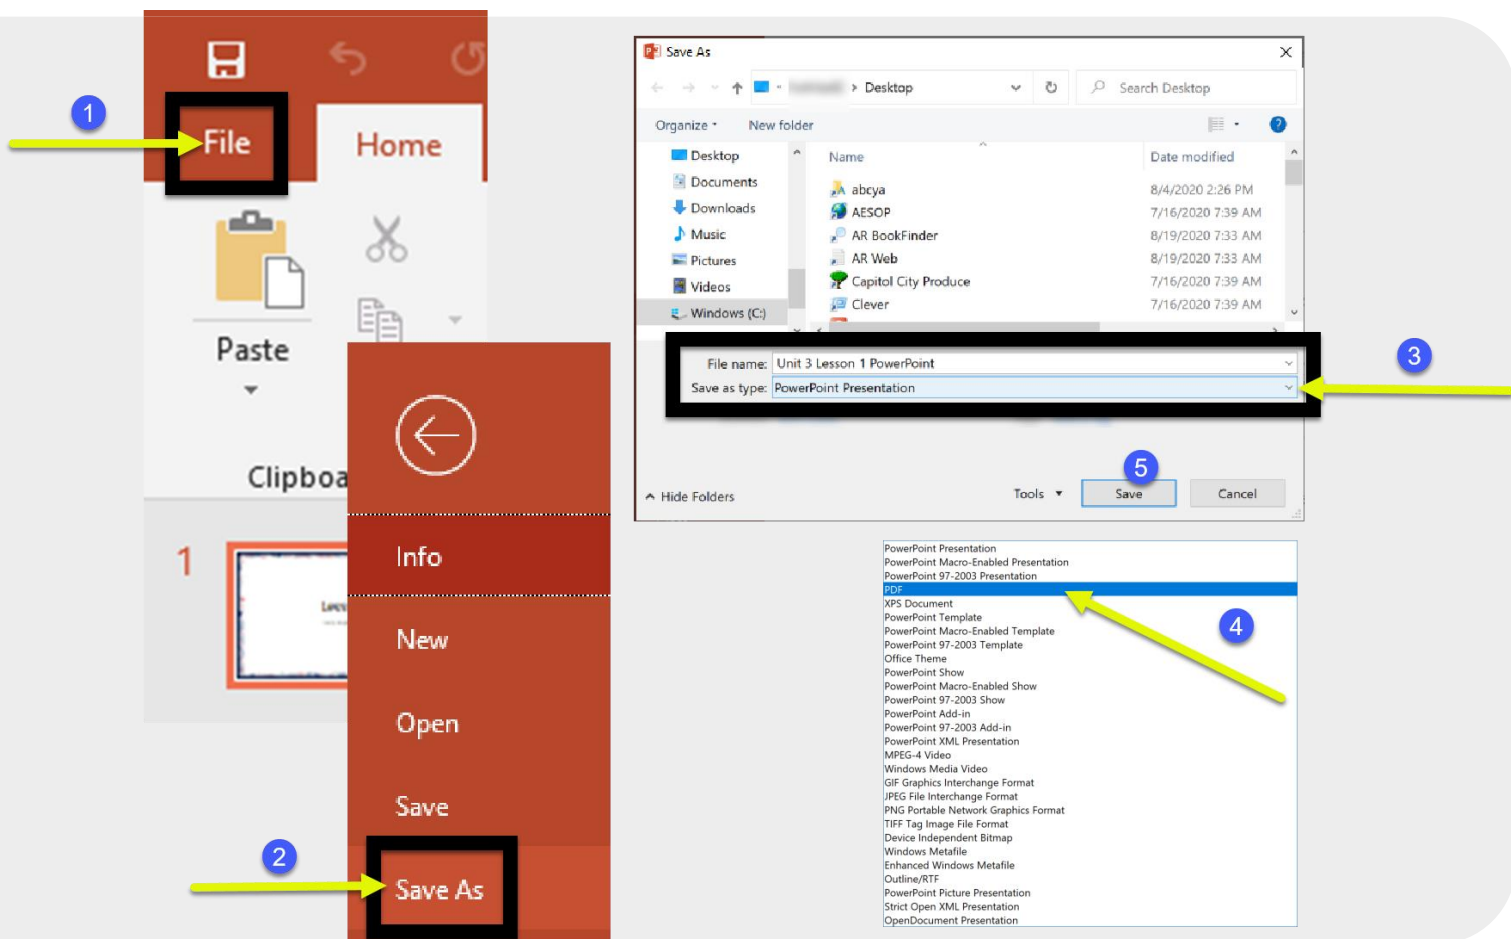 1
File
Home
Paste
Clipboa
1
Info
New
Open
Save
2
Save As
Save As
Desktop
Search Desktop
Organize
New folder
Desktop
Documents
Downloads
Music
Pictures
Videos
Windows (C:)
Name
Date modified
abcya
8/4/2020 2:26 PM
AESOP
7/16/2020 7:39 AM
AR BookFinder
8/19/2020 7:33 AM
AR Web
8/19/2020 7:33 AM
Capitol City Produce
7/16/2020 7:39 AM
Clever
7/16/2020 7:39 AM
File name: Unit 3 Lesson 1 PowerPoint
Save as type: PowerPoint Presentation
3
5
Hide Folders
Tools
Save
Cancel
PowerPoint Presentation
PowerPoint Macro-Enabled Presentation
PowerPoint 97-2003 Presentation
PDF
XPS Document
PowerPoint Template
PowerPoint Macro-Enabled Template
PowerPoint 97-2003 Template
Office Theme
PowerPoint Show
PowerPoint Macro-Enabled Show
PowerPoint 97-2003 Show
PowerPoint Add-in
PowerPoint 97-2003 Add-in
PowerPoint XML Presentation
MPEG-4 Video
Windows Media Video
GIF Graphics Interchange Format
JPEG File Interchange Format
PNG Portable Network Graphics Format
TIFF Tag Image File Format
Device Independent Bitmap
Windows Metafile
Enhanced Windows Metafile
Outline/RTF
PowerPoint Picture Presentation
Strict Open XML Presentation
OpenDocument Presentation
4